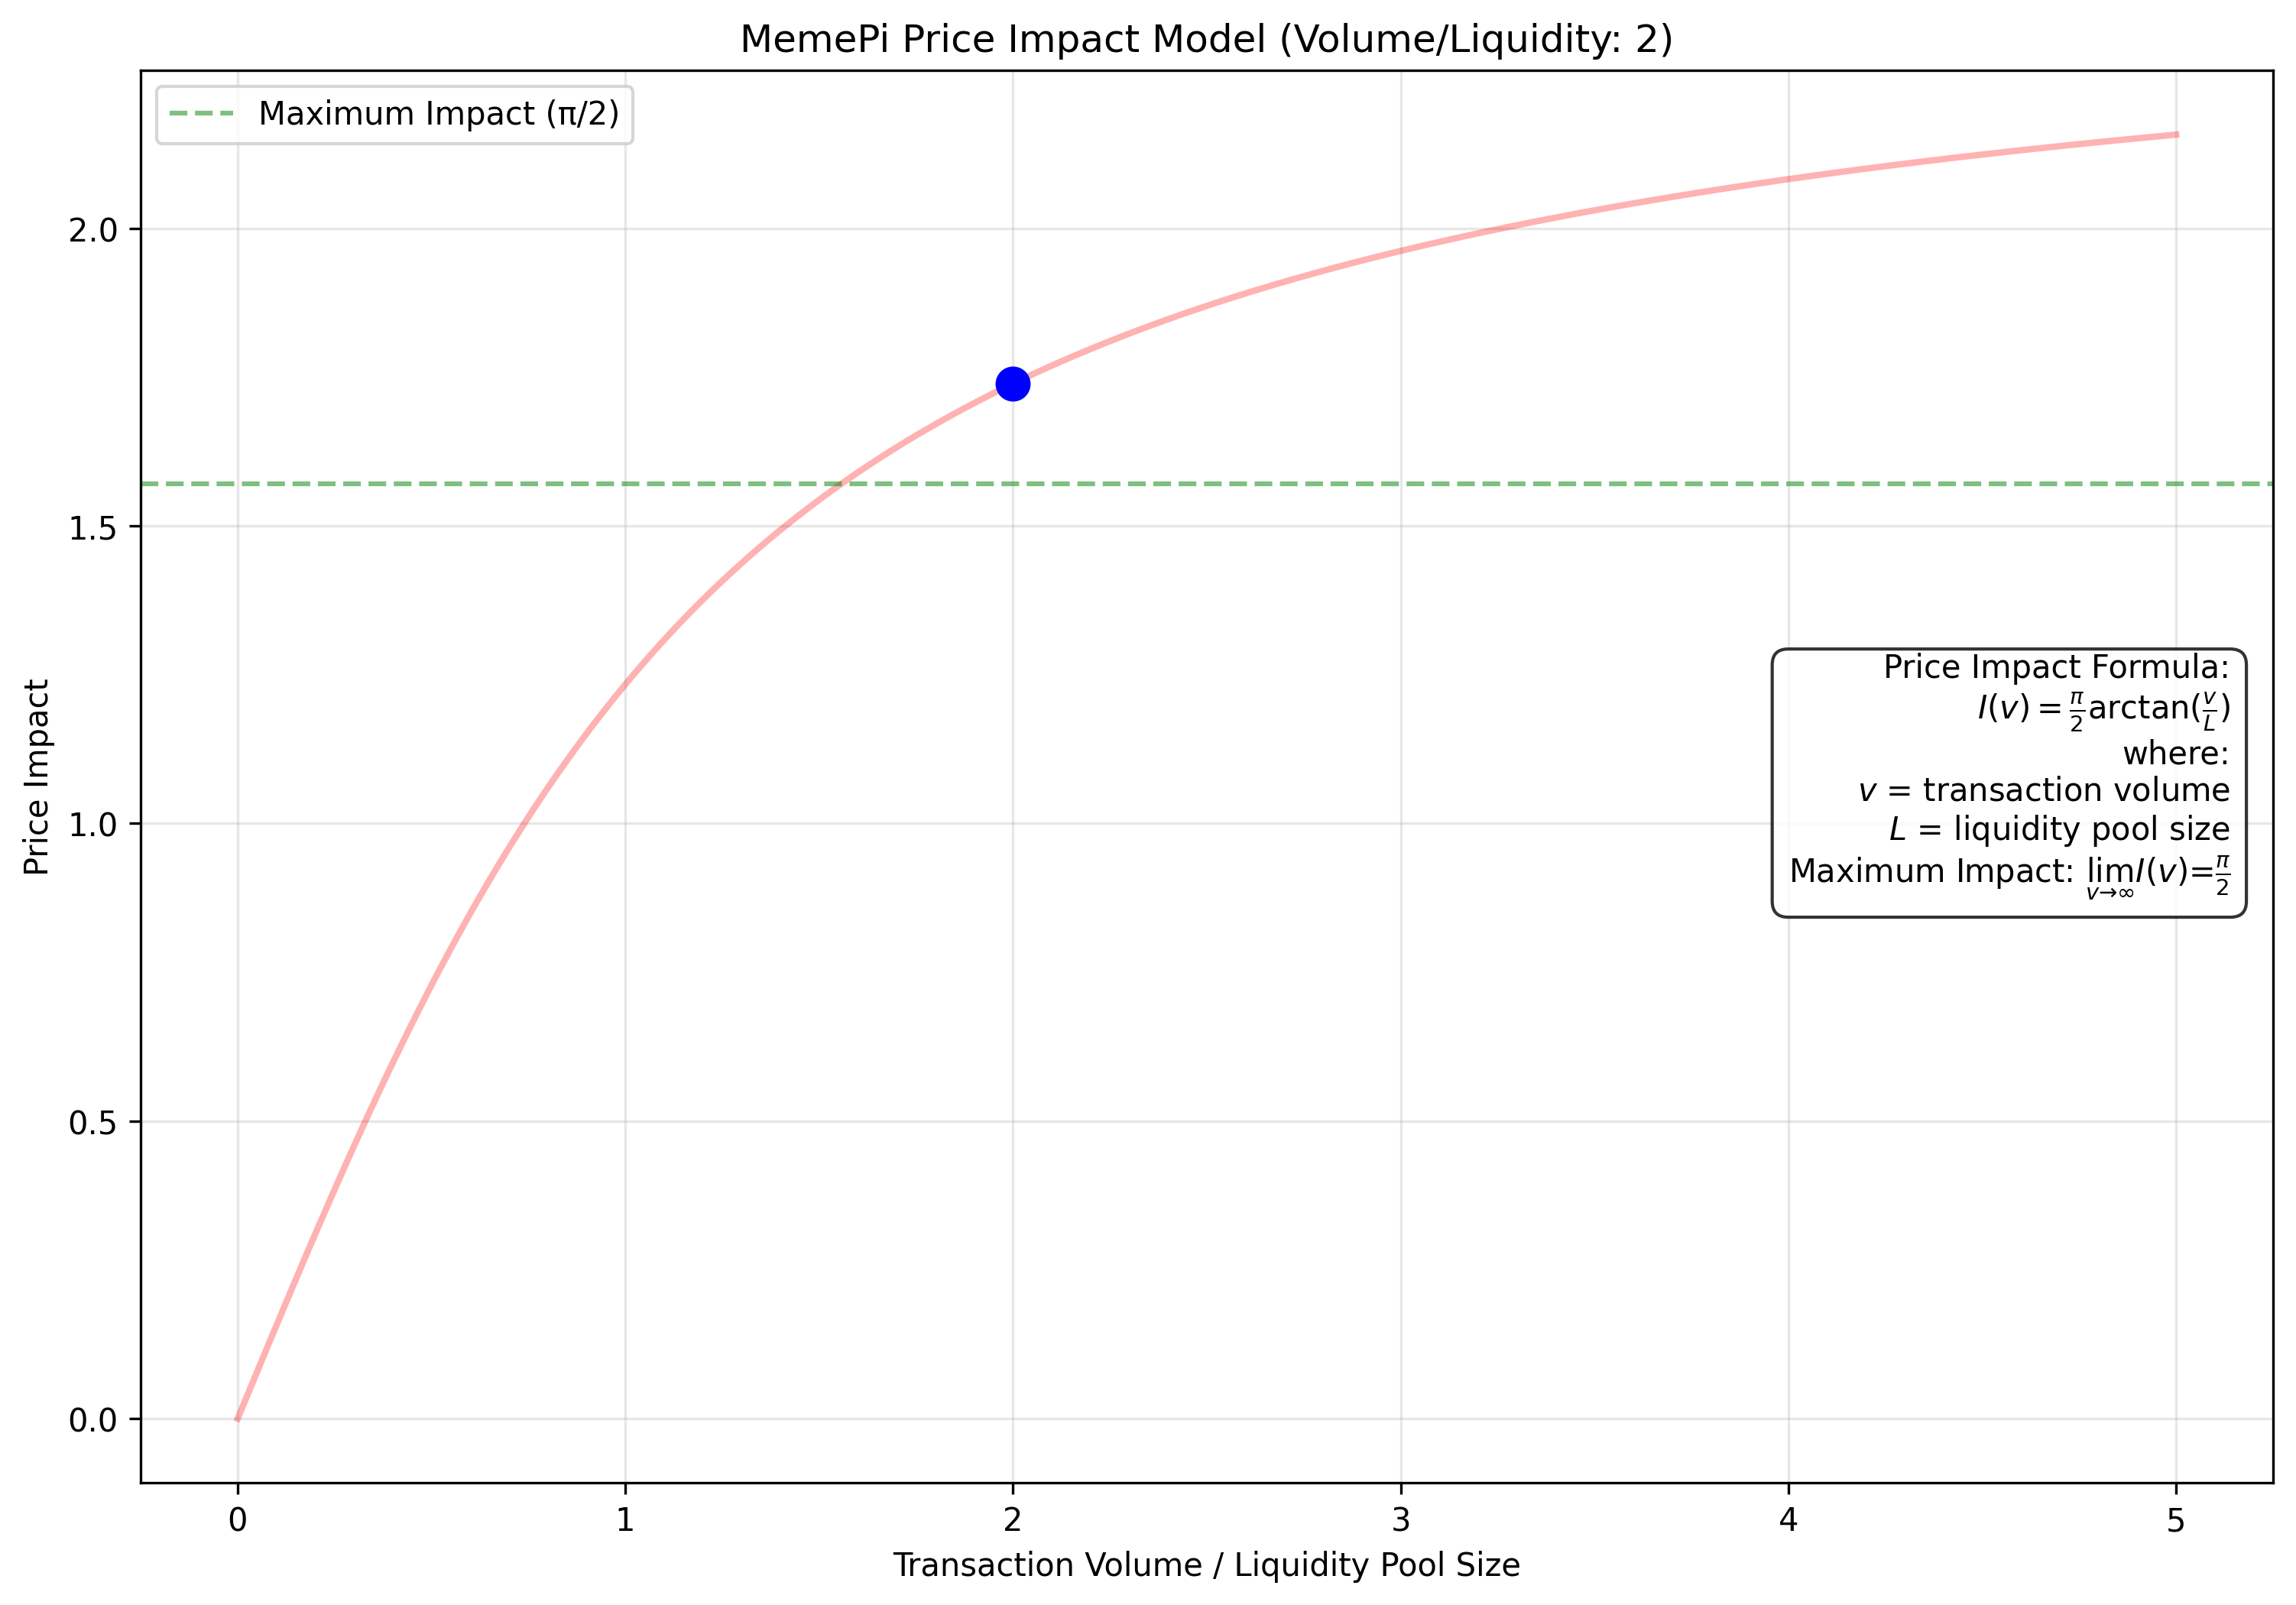 MemePi Price Impact Model (Volume/Liquidity: 2)
Maximum Impact (π/2)
Price Impact
2.0
1.5
1.0
0.5
0.0
Price Impact Formula:
I(v) = π/2 arctan(v/L)
where:
v = transaction volume
L = liquidity pool size
Maximum Impact: lim v→∞ I(v)=π/2
0 1 2 3 4 5
Transaction Volume / Liquidity Pool Size